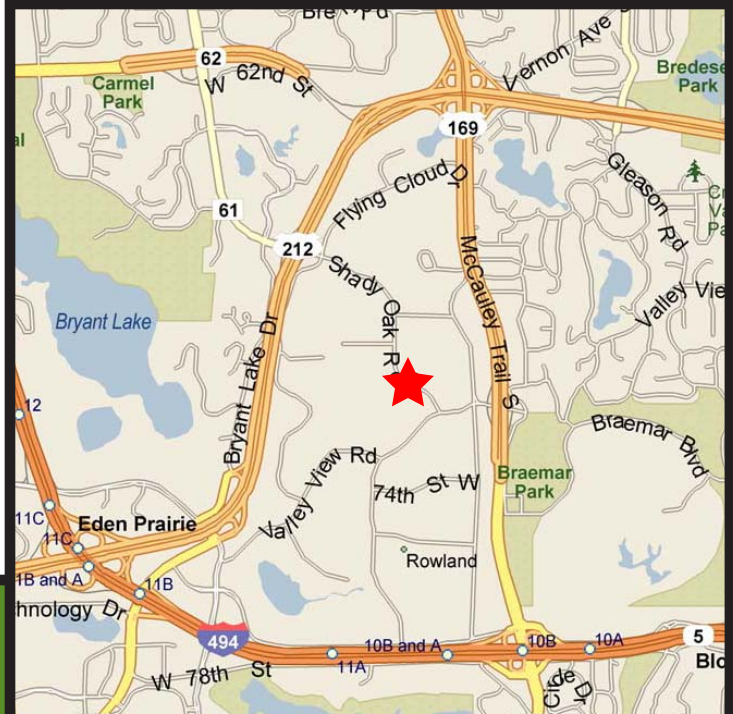 62
W 62nd St
Carmel
Park
Vernon Ave S
Bredese
Park
169
Flying Cloud Dr
Gleason Rd
61
212
Shady Oak Rd
McCauley Trail S
Valley Vie
Bryant Lake
Bryant Lake Dr
12
Braemar Blvd
Valley View Rd
74th St W
Braemar
Park
11C
Eden Prairie
11C
Rowland
1B and A
11B
hnology Dr
494
10B and A
10B
10A
5
11A
Blo
W 78th St
Circle Dr